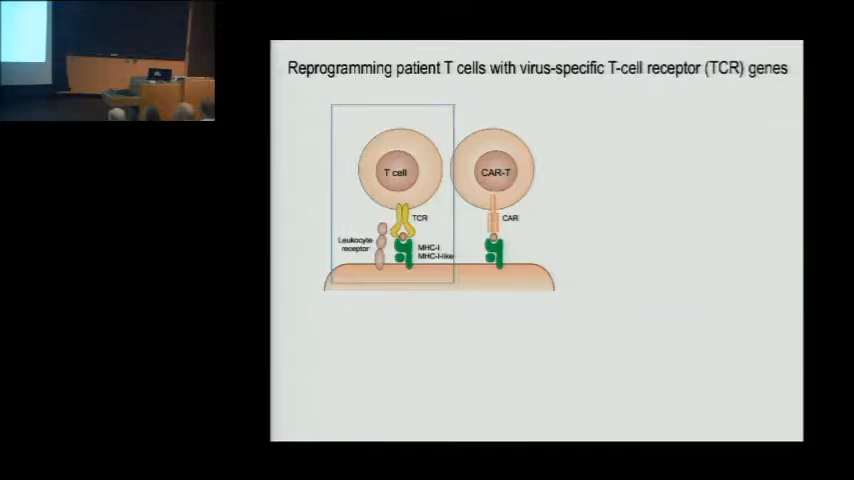 Reprogramming patient T cells with virus-specific T-cell receptor (TCR) genes
T cell
CAR-T
TCR
CAR
Leukocyte
receptor
MHC-I
MHC-I-like